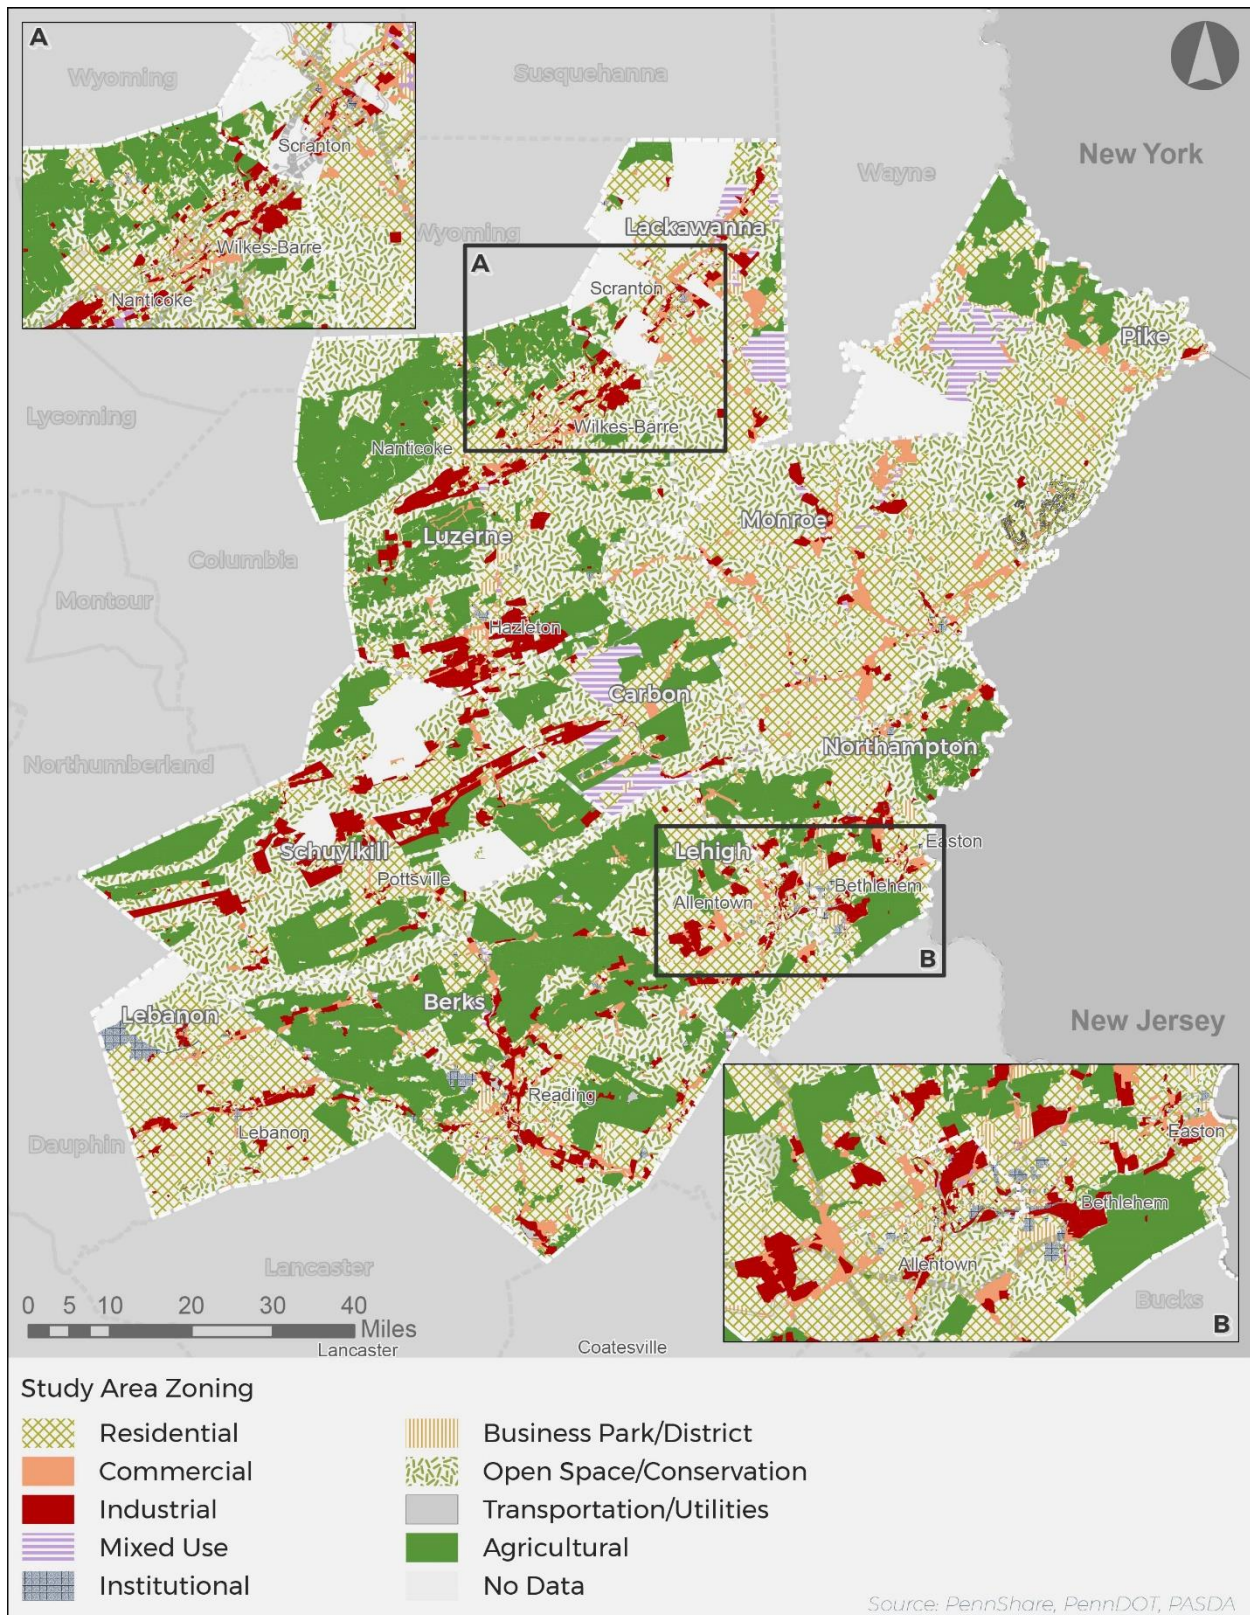 A
Wyoming
Scranton
Wilkes-Barre
Nanticoke
Susquehanna
Wayne
New York
Wyoming
Lackawanna
A
Scranton
Pike
Lycoming
Wilkes-Barre
Nanticoke
Monroe
Luzerne
Columbia
Montour
Hazleton
Carbon
Northampton
Northumberland
Easton
Lehigh
Schuylkill
Pottsville
Bethlehem
Allentown
B
Berks
Lebanon
New Jersey
Reading
Lebanon
Dauphin
Easton
Bethlehem
Allentown
Lancaster
Bucks
B
0 5 10 20 30 40
Miles
Lancaster
Coatesville
Study Area Zoning
Residential
Commercial
Industrial
Mixed Use
Institutional
Business Park/District
Open Space/Conservation
Transportation/Utilities
Agricultural
No Data
Source: PennShare, PennDOT, PASDA